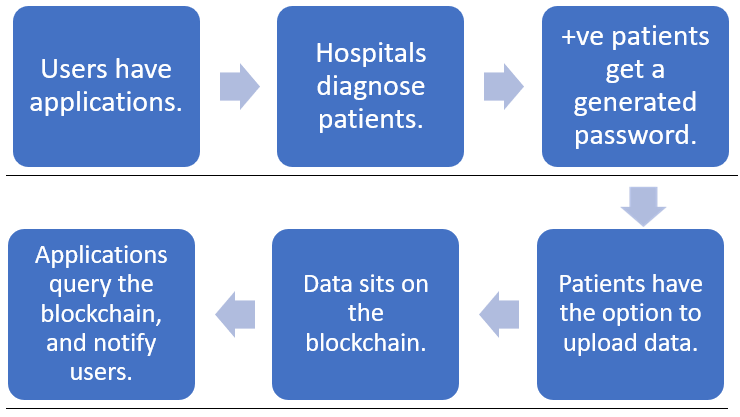 Users have
applications.
Hospitals
diagnose
patients.
+ve patients
get a
generated
password.
Patients have
the option to
upload data.
Data sits on
the
blockchain.
Applications
query the
blockchain,
and notify
users.